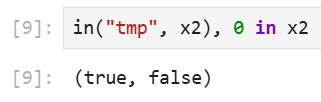 [9]: in("tmp", x2), 0 in x2
[9]: (true, false)